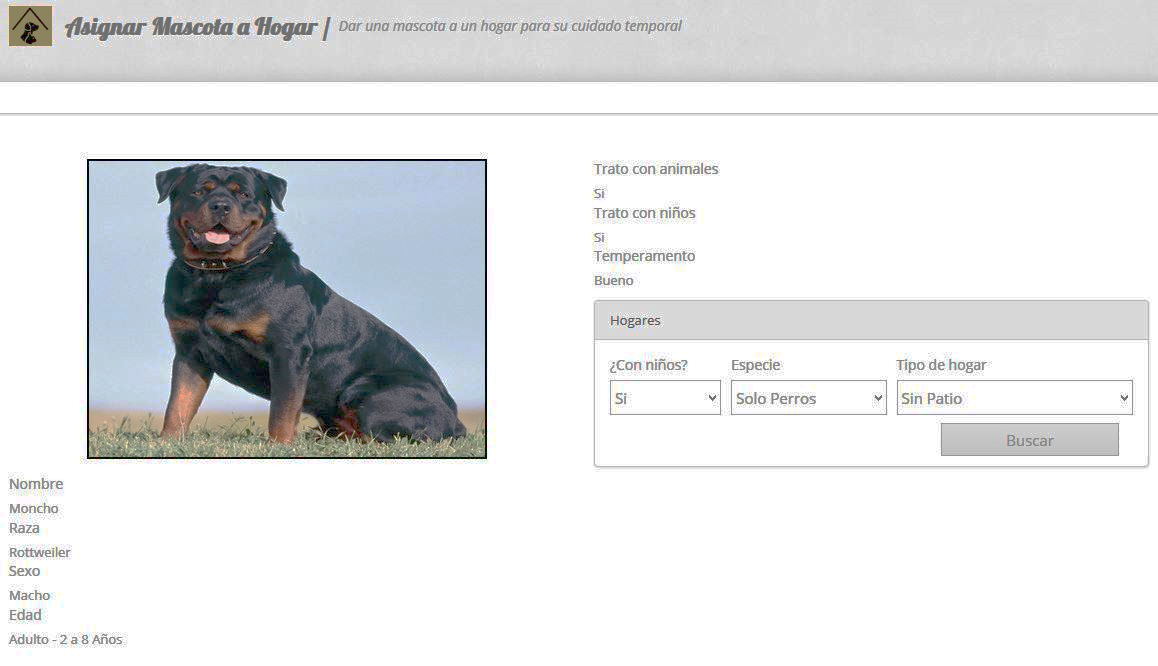 Asignar Mascota a Hogar | Dar una mascota a un hogar para su cuidado temporal
Nombre
Moncho
Raza
Rottweiler
Sexo
Macho
Edad
Adulto - 2 a 8 Años
Trato con animales
Si
Trato con niños
Si
Temperamento
Bueno
Hogares
¿Con niños? Especie Tipo de hogar
Si Solo Perros Sin Patio
Buscar